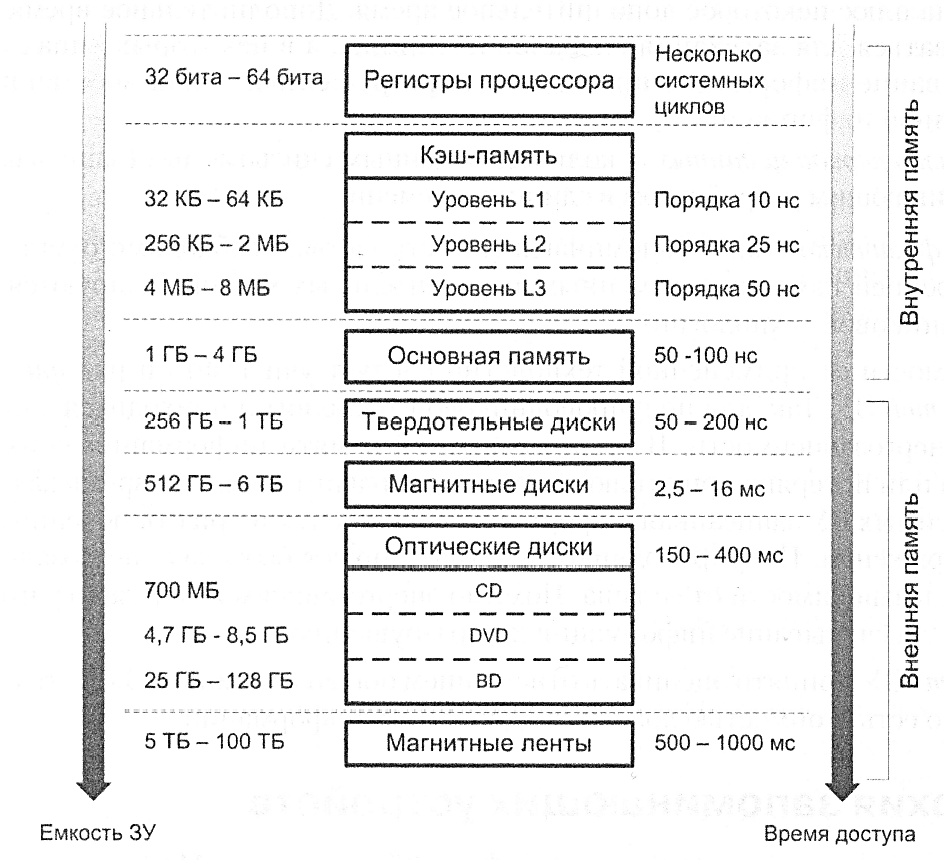 32 бита – 64 бита
Регистры процессора
Несколько
системных
циклов
Кэш-память
32 КБ – 64 КБ
Уровень L1
Порядка 10 нс
256 КБ – 2 МБ
Уровень L2
Порядка 25 нс
4 МБ – 8 МБ
Уровень L3
Порядка 50 нс
1 ГБ – 4 ГБ
Основная память
50 -100 нс
Внутренняя память
256 ГБ – 1 ТБ
Твердотельные диски
50 – 200 нс
512 ГБ – 6 ТБ
Магнитные диски
2,5 – 16 мс
Оптические диски
150 – 400 мс
700 МБ
CD
4,7 ГБ - 8,5 ГБ
DVD
25 ГБ – 128 ГБ
BD
5 ТБ – 100 ТБ
Магнитные ленты
500 – 1000 мс
Внешняя память
Емкость ЗУ
Время доступа